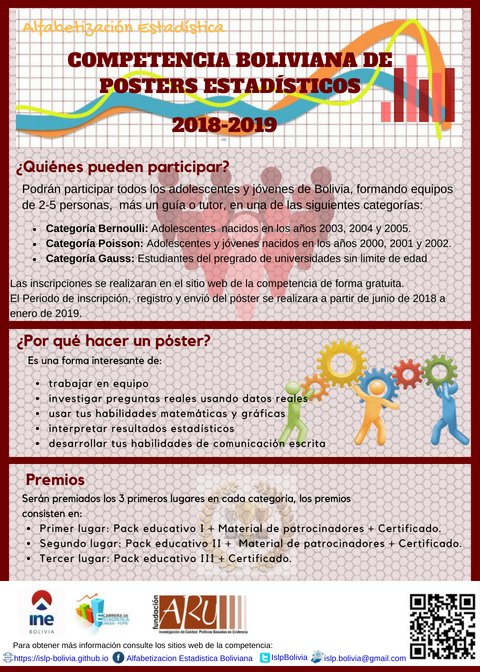 Alfabetización Estadística
COMPETENCIA BOLIVIANA DE
POSTERS ESTADÍSTICOS
2018-2019
¿Quiénes pueden participar?
Podrán participar todos los adolescentes y jóvenes de Bolivia, formando equipos
de 2-5 personas, más un guía o tutor, en una de las siguientes categorías:
• Categoría Bernoulli: Adolescentes nacidos en los años 2003, 2004 y 2005.
• Categoría Poisson: Adolescentes y jóvenes nacidos en los años 2000, 2001 y 2002.
• Categoría Gauss: Estudiantes del pregrado de universidades sin limite de edad
Las inscripciones se realizaran en el sitio web de la competencia de forma gratuita.
El Periodo de inscripción, registro y envió del póster se realizara a partir de junio de 2018 a
enero de 2019.
¿Por qué hacer un póster?
Es una forma interesante de:
• trabajar en equipo
• investigar preguntas reales usando datos reales
• usar tus habilidades matemáticas y gráficas
• interpretar resultados estadísticos
• desarrollar tus habilidades de comunicación escrita
Premios
Serán premiados los 3 primeros lugares en cada categoría, los premios
consisten en:
• Primer lugar: Pack educativo I + Material de patrocinadores + Certificado.
• Segundo lugar: Pack educativo II + Material de patrocinadores + Certificado.
• Tercer lugar: Pack educativo III + Certificado.
ine
BOLIVIA
CARRERA DE
ESTADÍSTICA
UMSA - FCPN
fundación
ARU
Investigación de Calidad: Políticas Basadas en Evidencia
Para obtener más información consulte los sitios web de la competencia:
https://islp-bolivia.github.io
Alfabetizacion Estadistica Boliviana
IslpBolivia
islp.bolivia@gmail.com